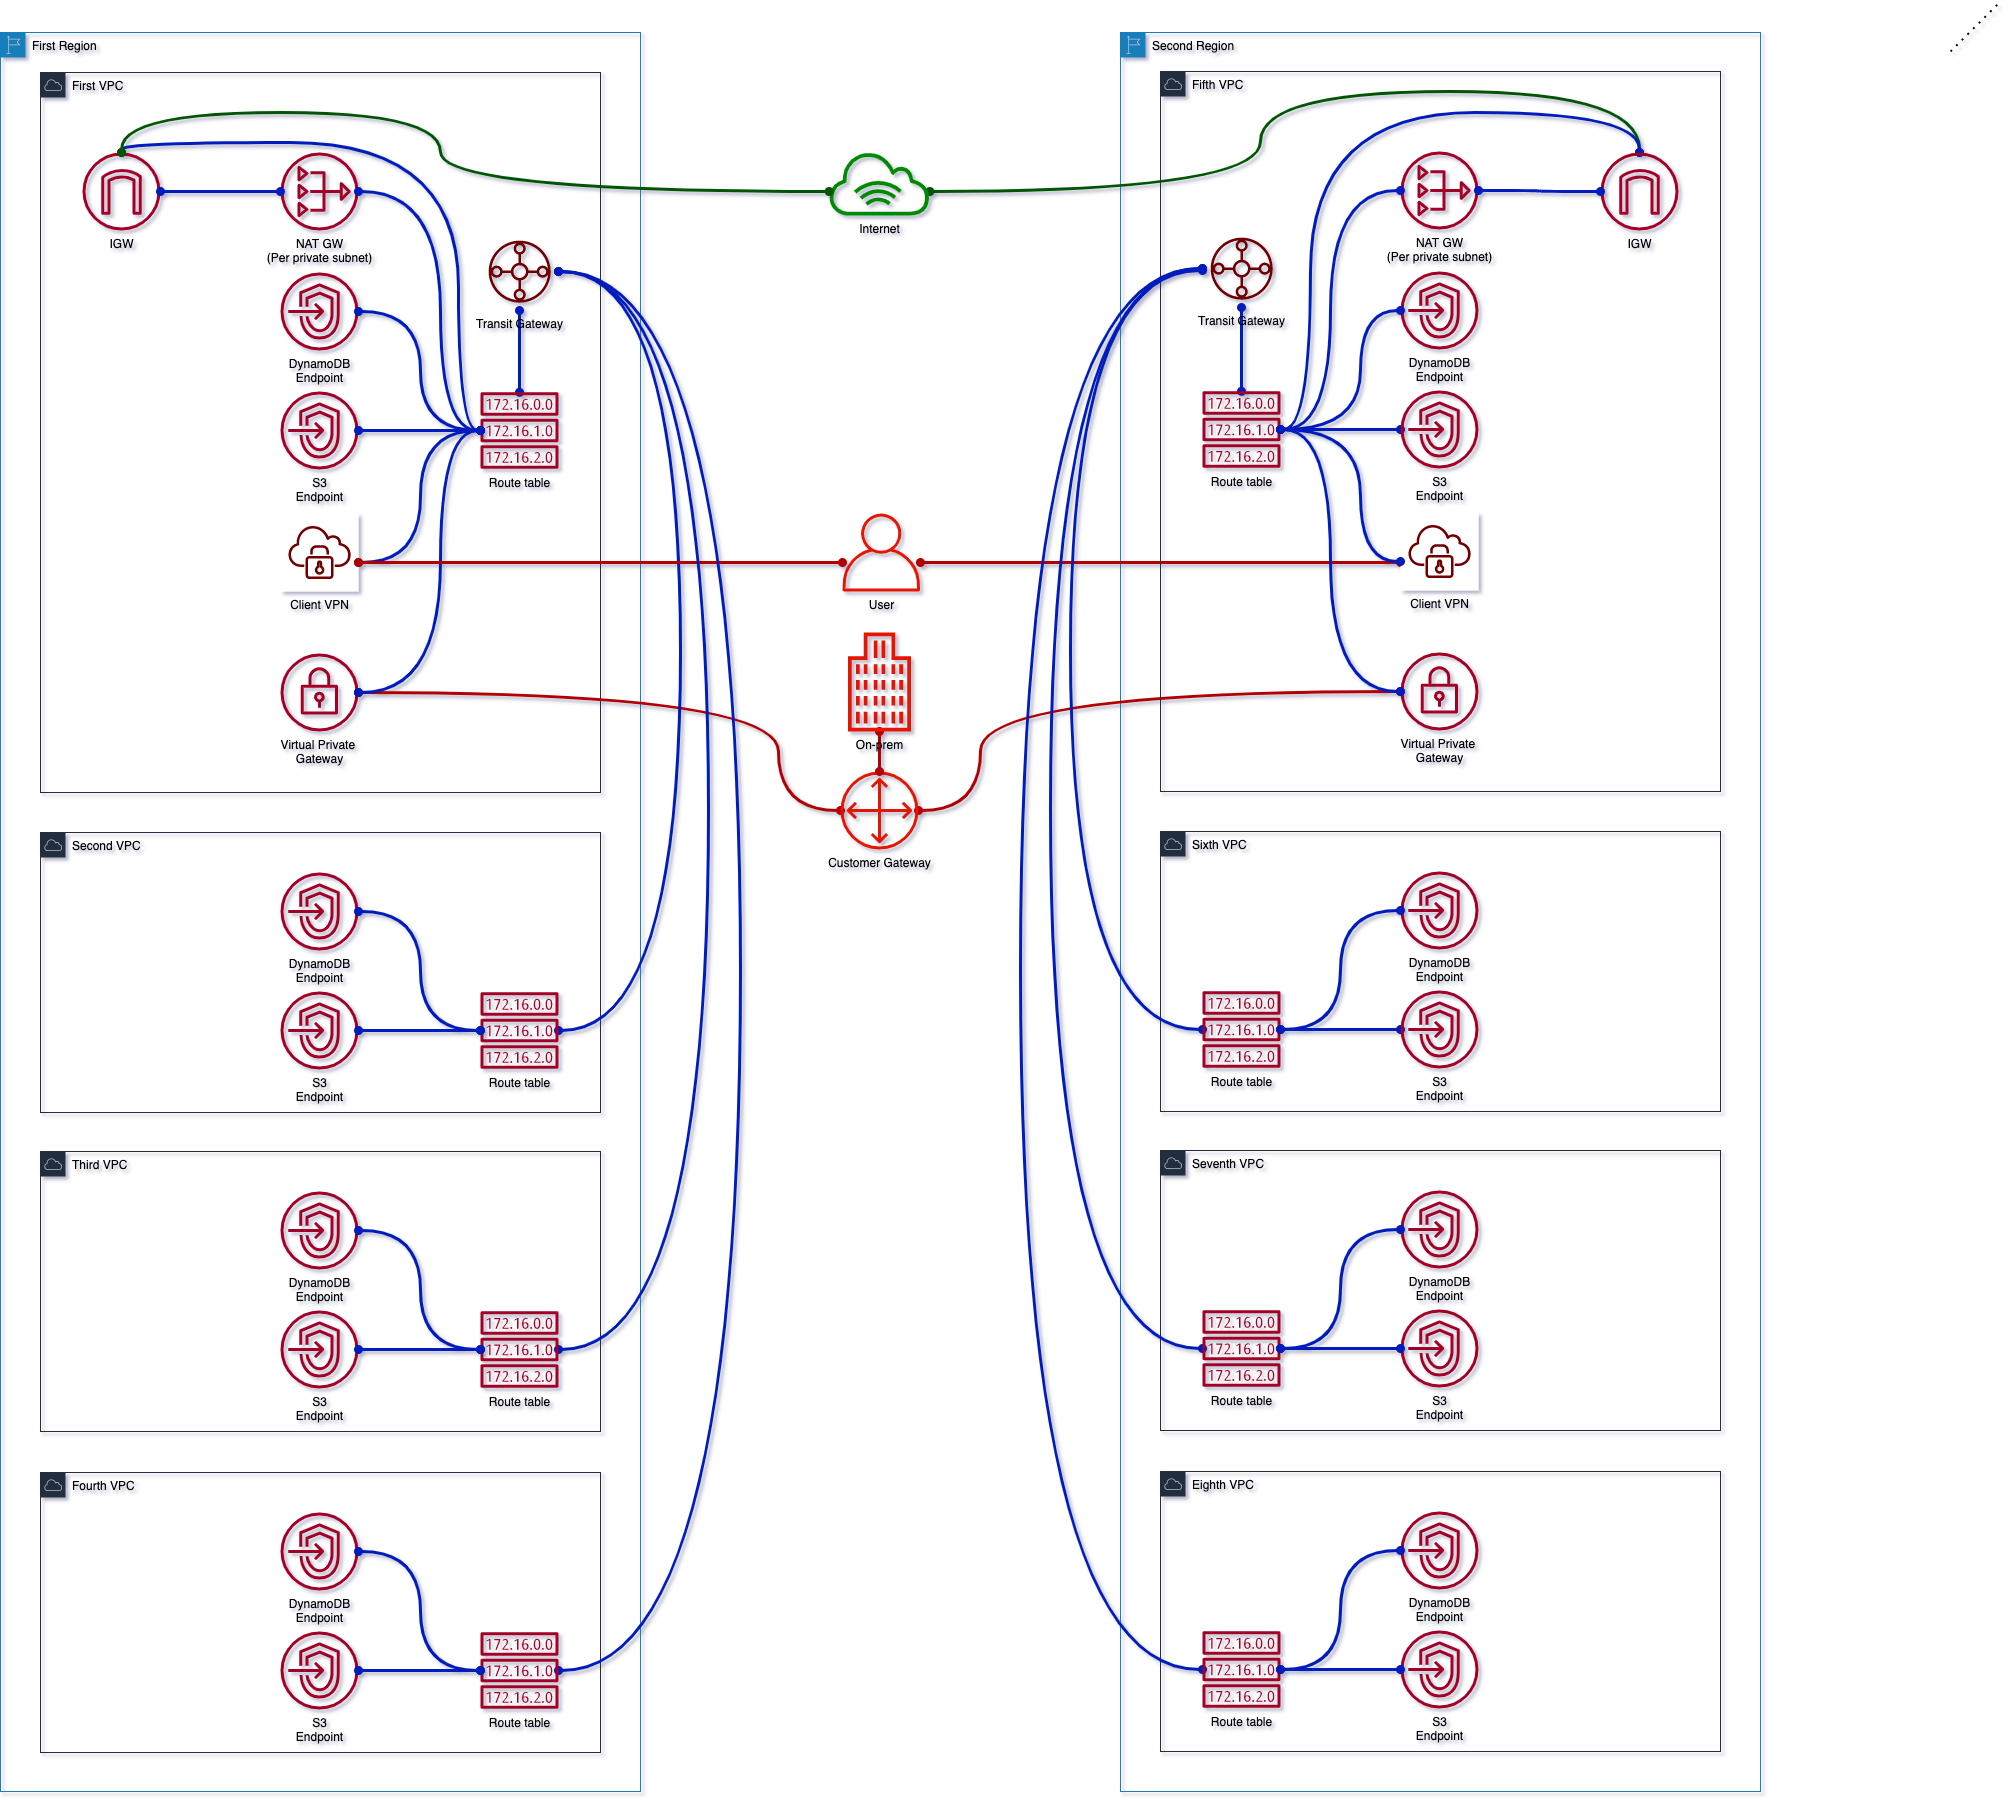 First Region
First VPC
IGW
NAT GW
(Per private subnet)
DynamoDB
Endpoint
S3
Endpoint
Client VPN
Virtual Private
Gateway
Transit Gateway
172.16.0.0
172.16.1.0
172.16.2.0
Route table
Second VPC
DynamoDB
Endpoint
S3
Endpoint
172.16.0.0
172.16.1.0
172.16.2.0
Route table
Third VPC
DynamoDB
Endpoint
S3
Endpoint
172.16.0.0
172.16.1.0
172.16.2.0
Route table
Fourth VPC
DynamoDB
Endpoint
S3
Endpoint
172.16.0.0
172.16.1.0
172.16.2.0
Route table
Internet
User
On-prem
Customer Gateway
Second Region
Fifth VPC
Transit Gateway
172.16.0.0
172.16.1.0
172.16.2.0
Route table
NAT GW
(Per private subnet)
IGW
DynamoDB
Endpoint
S3
Endpoint
Client VPN
Virtual Private
Gateway
Sixth VPC
172.16.0.0
172.16.1.0
172.16.2.0
Route table
DynamoDB
Endpoint
S3
Endpoint
Seventh VPC
172.16.0.0
172.16.1.0
172.16.2.0
Route table
DynamoDB
Endpoint
S3
Endpoint
Eighth VPC
172.16.0.0
172.16.1.0
172.16.2.0
Route table
DynamoDB
Endpoint
S3
Endpoint